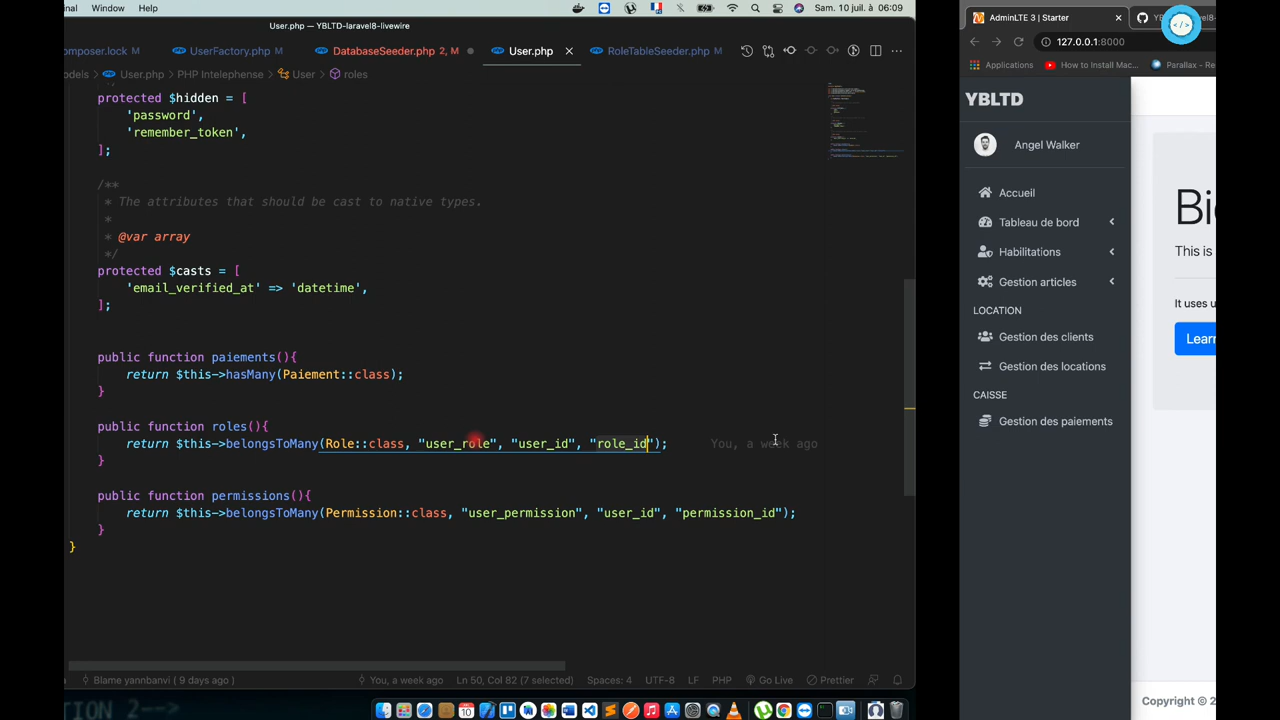 inal Window Help Sam. 10 juil. à 06:09
User.php — YBLTD-laravel8-livewire
omposer.lock M UserFactory.php M DatabaseSeeder.php 2, M User.php RoleTableSeeder.php M
odels > User.php > PHP Intelephense > User > roles
protected $hidden = [
'password',
'remember_token',
];
/**
* The attributes that should be cast to native types.
*
* @var array
*/
protected $casts = [
'email_verified_at' => 'datetime',
];
public function paiements(){
return $this->hasMany(Paiement::class);
}
public function roles(){
return $this->belongsToMany(Role::class, "user_role", "user_id", "role_id"); You, a week ago
}
public function permissions(){
return $this->belongsToMany(Permission::class, "user_permission", "user_id", "permission_id");
}
}
Blame yannbanvi ( 9 days ago ) You, a week ago Ln 50, Col 82 (7 selected) Spaces: 4 UTF-8 LF PHP Go Live Prettier
TION 2-->
AdminLTE 3 | Starter
127.0.0.1:8000
Applications How to Install Mac... Parallax - Re
YBLTD
Angel Walker
Accueil
Tableau de bord
Habilitations
Gestion articles
LOCATION
Gestion des clients
Gestion des locations
CAISSE
Gestion des paiements
Bie
This is
It uses u
Learn
Copyright © 2